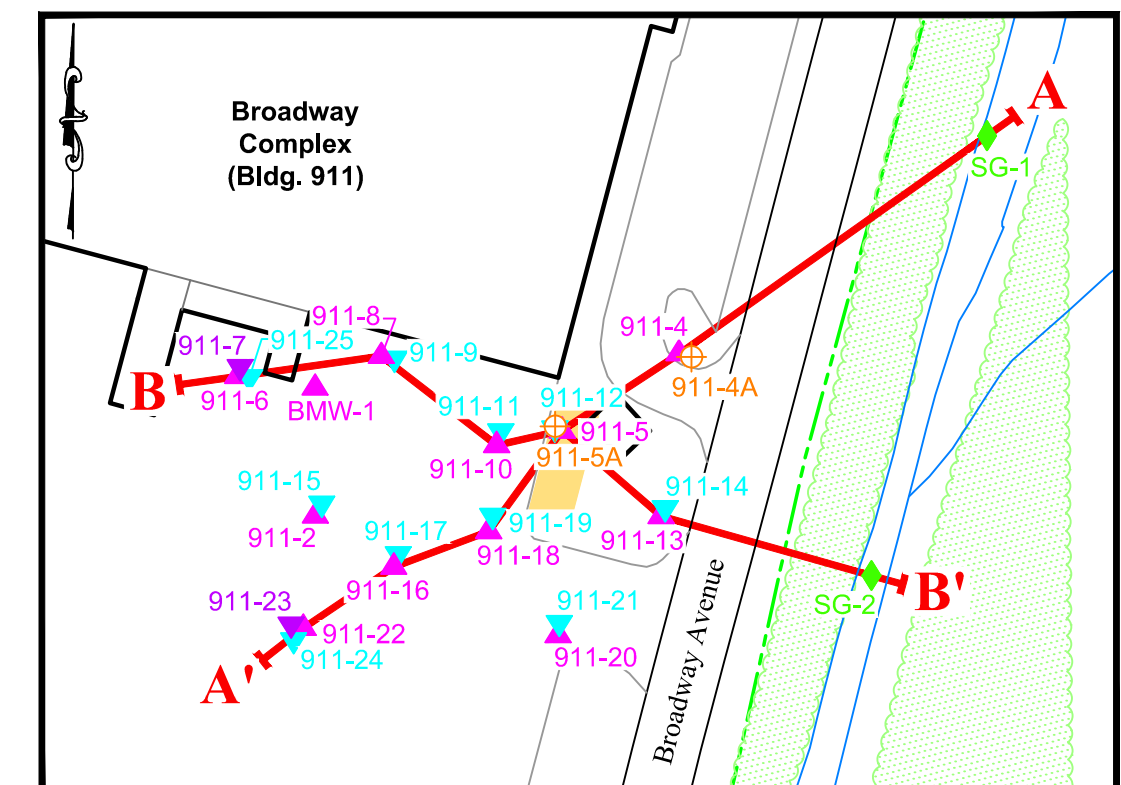 A
Broadway
Complex
(Bldg. 911)
SG-1
911-8
911-4
911-7
911-25
911-9
911-4A
B
911-6
BMW-1
911-11
911-12
911-5
911-10
911-5A
911-15
911-14
911-2
911-17
911-19
911-13
911-18
911-16
SG-2
B'
911-23
911-21
911-22
911-24
911-20
A'
Broadway Avenue